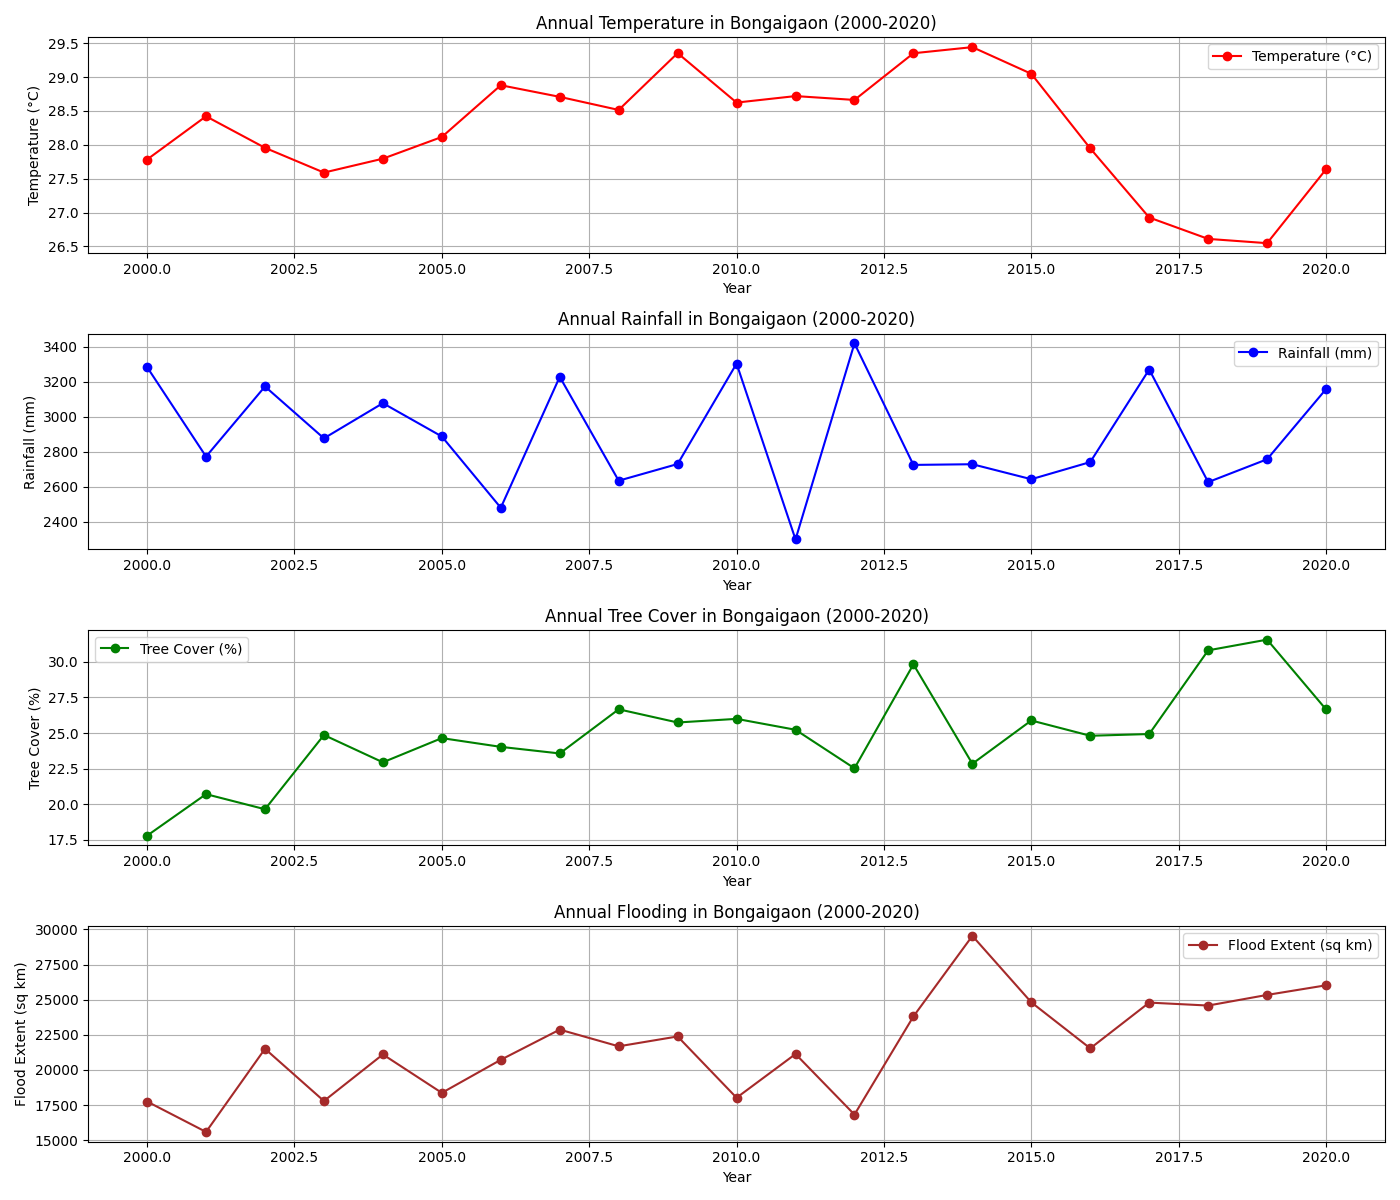 Annual Temperature in Bongaigaon (2000-2020)
29.5
29.0
28.5
28.0
27.5
27.0
26.5
Temperature (°C)
Temperature (°C)
2000.0 2002.5 2005.0 2007.5 2010.0 2012.5 2015.0 2017.5 2020.0
Year
Annual Rainfall in Bongaigaon (2000-2020)
3400
3200
3000
2800
2600
2400
Rainfall (mm)
Rainfall (mm)
2000.0 2002.5 2005.0 2007.5 2010.0 2012.5 2015.0 2017.5 2020.0
Year
Annual Tree Cover in Bongaigaon (2000-2020)
30.0
27.5
25.0
22.5
20.0
17.5
Tree Cover (%)
Tree Cover (%)
2000.0 2002.5 2005.0 2007.5 2010.0 2012.5 2015.0 2017.5 2020.0
Year
Annual Flooding in Bongaigaon (2000-2020)
30000
27500
25000
22500
20000
17500
15000
Flood Extent (sq km)
Flood Extent (sq km)
2000.0 2002.5 2005.0 2007.5 2010.0 2012.5 2015.0 2017.5 2020.0
Year